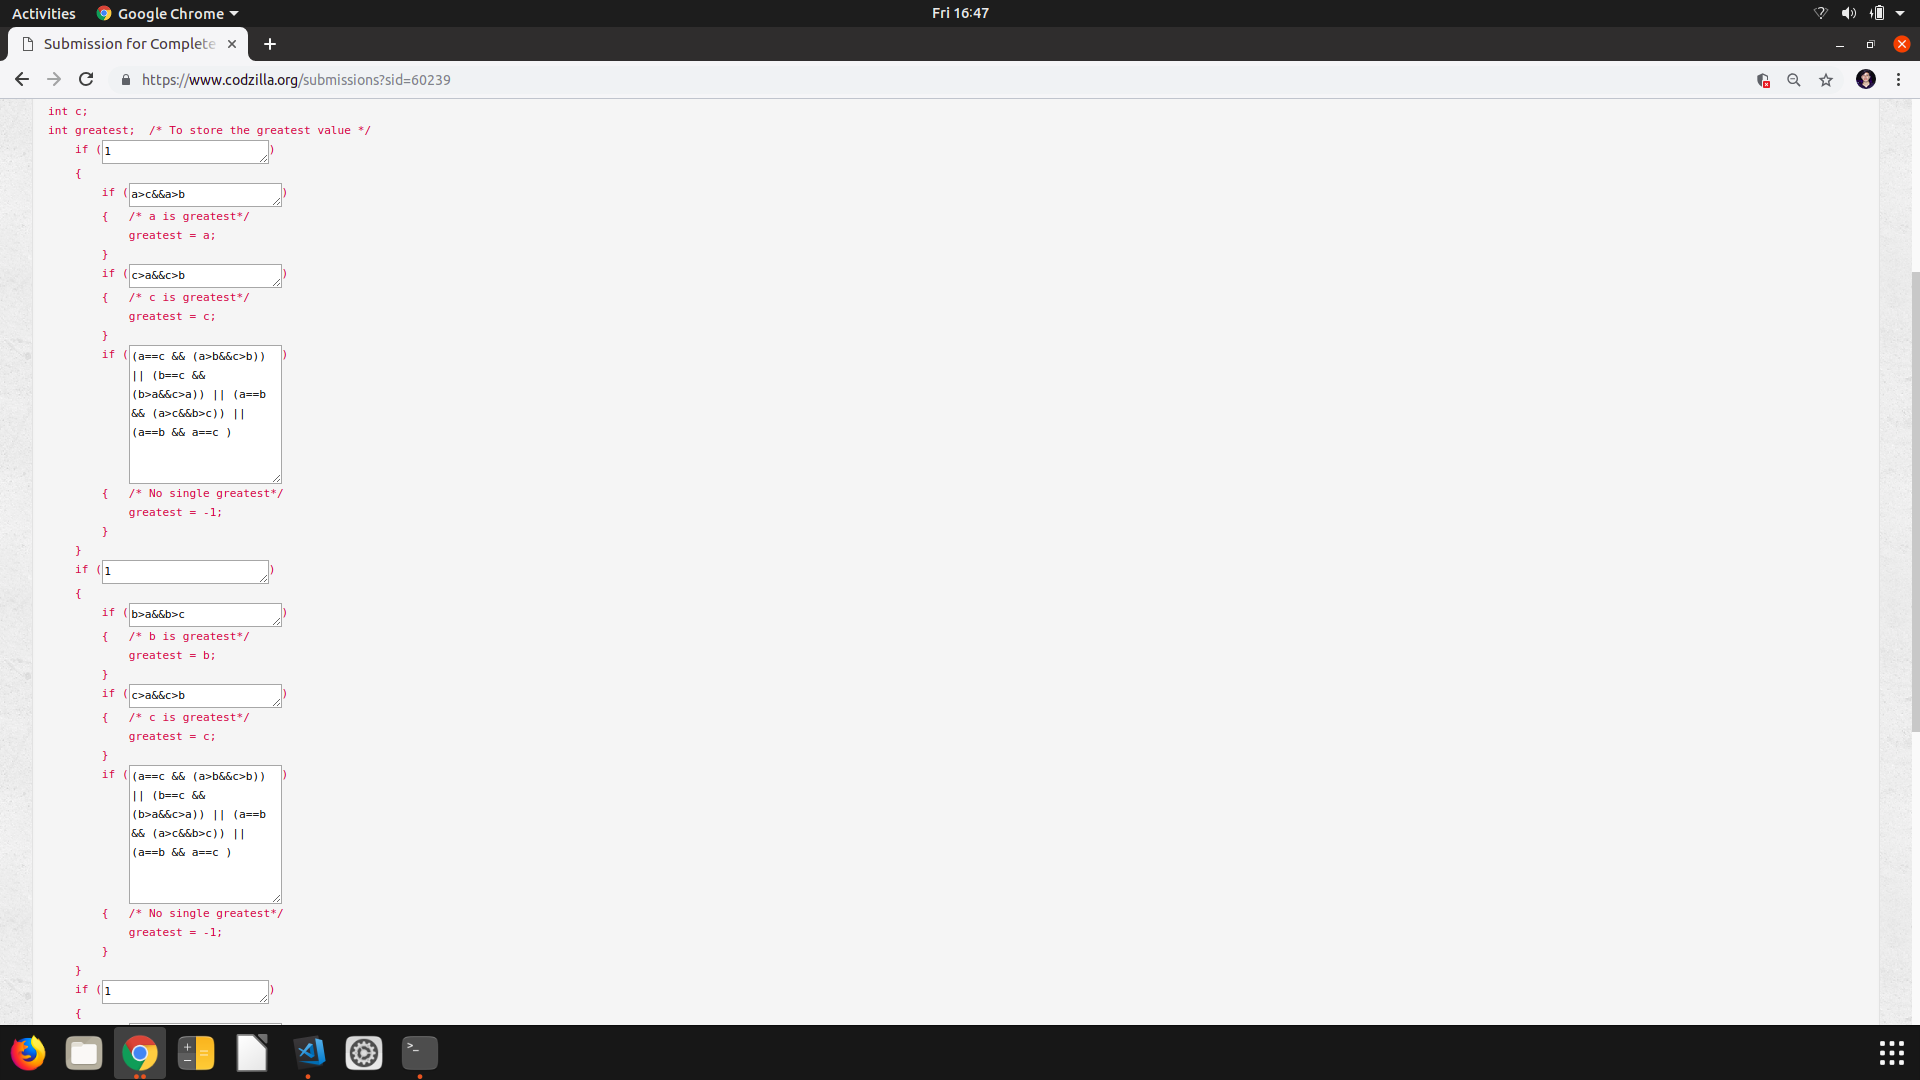 Activities Google Chrome Fri 16:47
Submission for Complete
https://www.codzilla.org/submissions?sid=60239
int c;
int greatest;  /* To store the greatest value */
if (1)
{
if (a>c&&a>b)
{   /* a is greatest*/
greatest = a;
}
if (c>a&&c>b)
{   /* c is greatest*/
greatest = c;
}
if ((a==c && (a>b&&c>b))
|| (b==c &&
(b>a&&c>a)) || (a==b
&& (a>c&&b>c)) ||
(a==b && a==c )
)
{   /* No single greatest*/
greatest = -1;
}
}
if (1)
{
if (b>a&&b>c)
{   /* b is greatest*/
greatest = b;
}
if (c>a&&c>b)
{   /* c is greatest*/
greatest = c;
}
if ((a==c && (a>b&&c>b))
|| (b==c &&
(b>a&&c>a)) || (a==b
&& (a>c&&b>c)) ||
(a==b && a==c )
)
{   /* No single greatest*/
greatest = -1;
}
}
if (1)
{